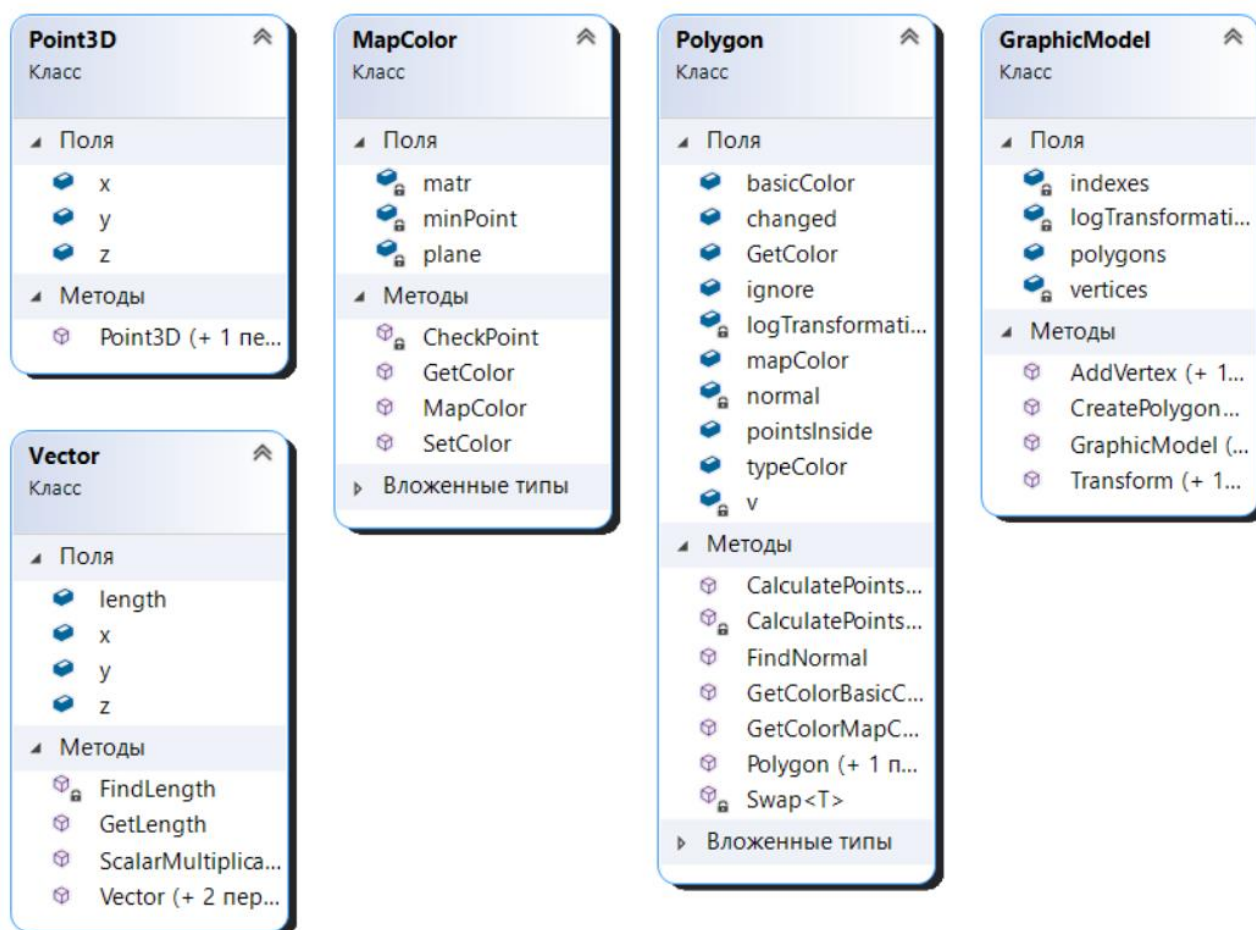 Point3D
Класс
Поля
x
y
z
Методы
Point3D (+ 1 пе...
Vector
Класс
Поля
length
x
y
z
Методы
FindLength
GetLength
ScalarMultiplica...
Vector (+ 2 пер...
MapColor
Класс
Поля
matr
minPoint
plane
Методы
CheckPoint
GetColor
MapColor
SetColor
Вложенные типы
Polygon
Класс
Поля
basicColor
changed
GetColor
ignore
logTransformati...
mapColor
normal
pointsInside
typeColor
v
Методы
CalculatePoints...
CalculatePoints...
FindNormal
GetColorBasicC...
GetColorMapC...
Polygon (+ 1 п...
Swap<T>
Вложенные типы
GraphicModel
Класс
Поля
indexes
logTransformati...
polygons
vertices
Методы
AddVertex (+ 1...
CreatePolygon...
GraphicModel (...
Transform (+ 1...